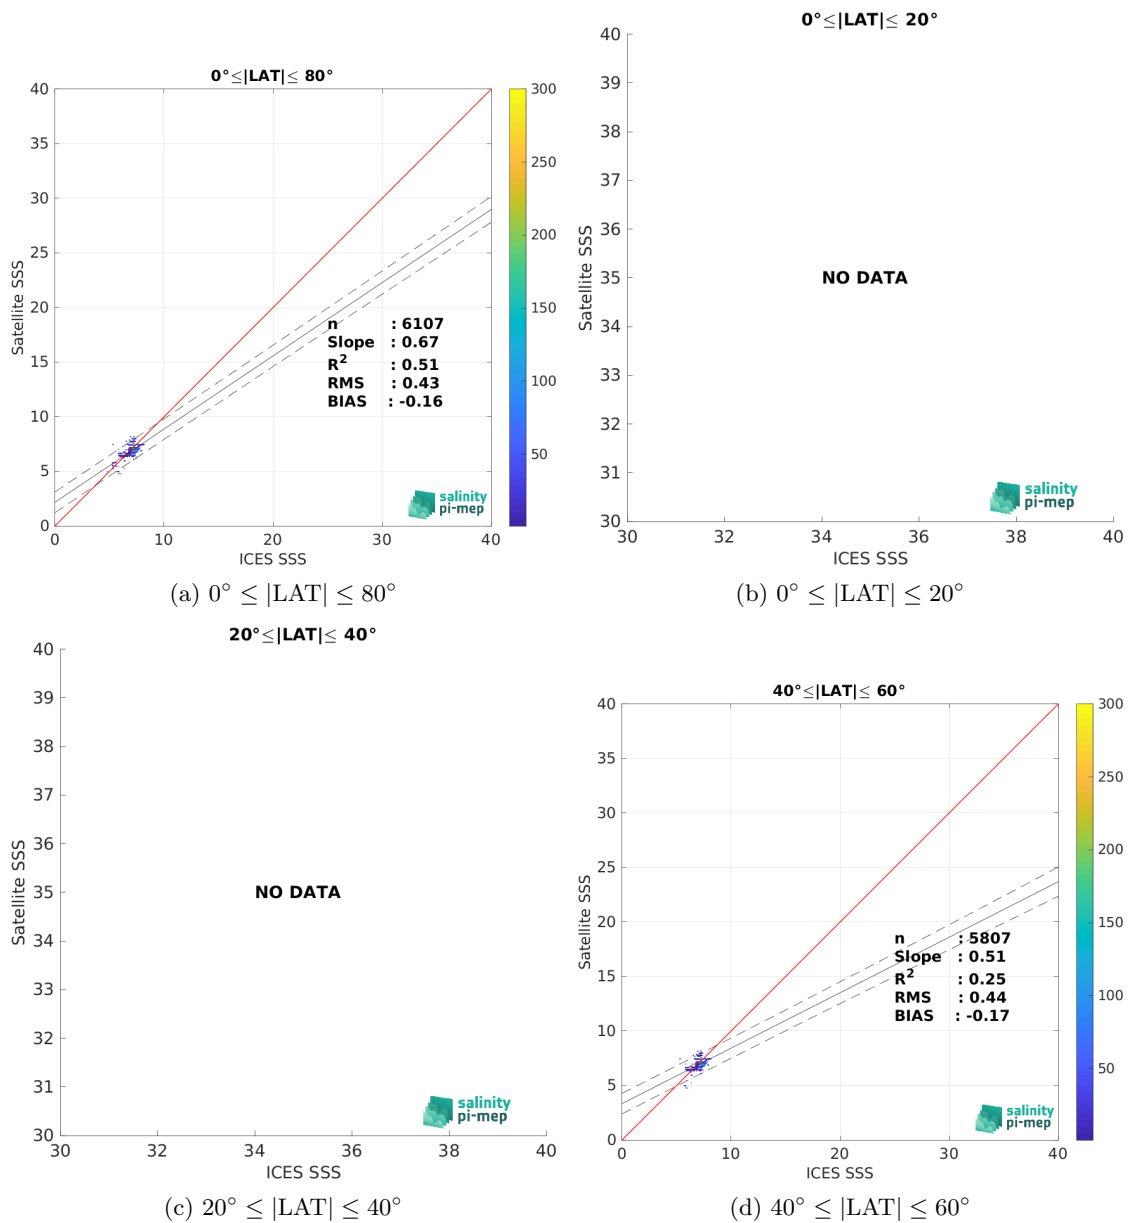 0°≤|LAT|≤ 80°
40
35
30
25
20
15
10
5
0
0
10
20
30
40
Satellite SSS
ICES SSS
n : 6107
Slope : 0.67
R² : 0.51
RMS : 0.43
BIAS : -0.16
salinity
pi-mep
300
250
200
150
100
50
(a) 0° ≤ |LAT| ≤ 80°
0°≤|LAT|≤ 20°
40
39
38
37
36
35
34
33
32
31
30
30
32
34
36
38
40
Satellite SSS
ICES SSS
NO DATA
salinity
pi-mep
(b) 0° ≤ |LAT| ≤ 20°
20°≤|LAT|≤ 40°
40
39
38
37
36
35
34
33
32
31
30
30
32
34
36
38
40
Satellite SSS
ICES SSS
NO DATA
salinity
pi-mep
(c) 20° ≤ |LAT| ≤ 40°
40°≤|LAT|≤ 60°
40
35
30
25
20
15
10
5
0
0
10
20
30
40
Satellite SSS
ICES SSS
n : 5807
Slope : 0.51
R² : 0.25
RMS : 0.44
BIAS : -0.17
salinity
pi-mep
300
250
200
150
100
50
(d) 40° ≤ |LAT| ≤ 60°